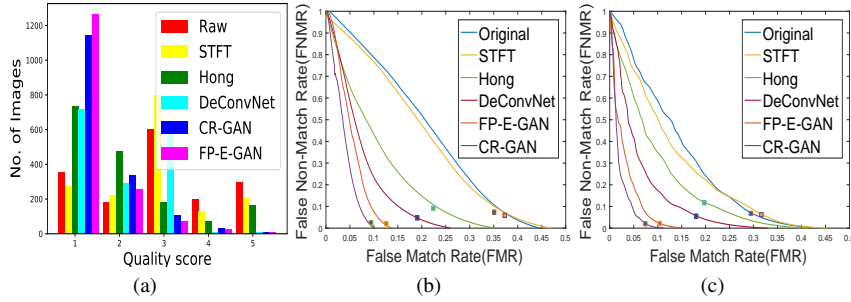 No. of Images
1200
1000
800
600
400
200
0
1 2 3 4 5
Quality score
Raw
STFT
Hong
DeConvNet
CR-GAN
FP-E-GAN
(a)
False Non-Match Rate(FNMR)
1
0.9
0.8
0.7
0.6
0.5
0.4
0.3
0.2
0.1
0
0 0.05 0.1 0.15 0.2 0.25 0.3 0.35 0.4 0.45 0.5
False Match Rate(FMR)
Original
STFT
Hong
DeConvNet
FP-E-GAN
CR-GAN
(b)
False Non-Match Rate(FNMR)
1
0.9
0.8
0.7
0.6
0.5
0.4
0.3
0.2
0.1
0
0 0.05 0.1 0.15 0.2 0.25 0.3 0.35 0.4 0.45 0.5
False Match Rate(FMR)
Original
STFT
Hong
DeConvNet
FP-E-GAN
CR-GAN
(c)